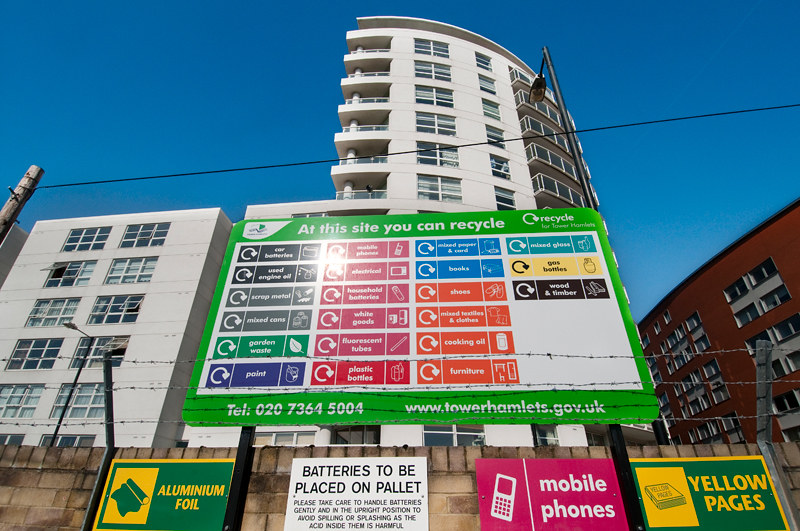 At this site you can recycle
recycle
for Tower Hamlets
car
batteries
used
engine oil
scrap metal
mixed cans
garden
waste
paint
mobile
phones
electrical
household
batteries
white
goods
fluorescent
tubes
plastic
bottles
mixed paper
& card
books
shoes
mixed textiles
& clothes
cooking oil
furniture
mixed glass
gas
bottles
wood &
timber
Tel: 020 7364 5004
www.towerhamlets.gov.uk
ALUMINIUM
FOIL
BATTERIES TO BE
PLACED ON PALLET
PLEASE TAKE CARE TO HANDLE BATTERIES
GENTLY AND IN THE UPRIGHT POSITION TO
AVOID SPILLING OR SPLASHING AS THE
ACID INSIDE THEM IS HARMFUL
mobile
phones
YELLOW
PAGES